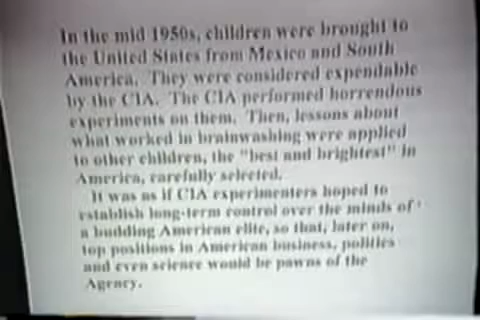 In the mid 1950s, children were brought to
the United States from Mexico and South
America. They were considered expendable
by the CIA. The CIA performed horrendous
experiments on them. Then, lessons about
what worked in brainwashing were applied
to other children, the "best and brightest" in
America, carefully selected.
It was as if CIA experimenters hoped to
establish long-term control over the minds of
a budding American elite, so that, later on,
top positions in American business, politics
and even science would be pawns of the
Agency.